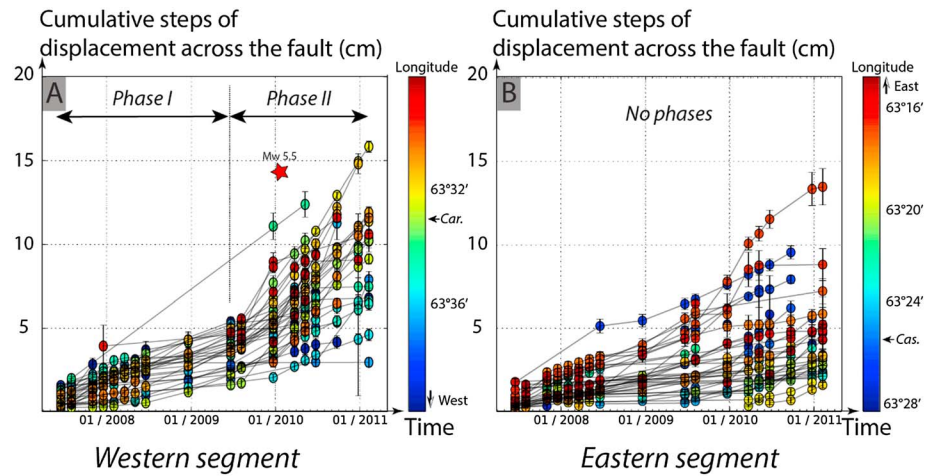 Cumulative steps of
displacement across the fault (cm)
20
15
10
5
A
Phase I
Phase II
Mw 5,5
01 / 2008
01 / 2009
01 / 2010
01 / 2011
Time
Longitude
63°32'
Car.
63°36'
West
Western segment
Cumulative steps of
displacement across the fault (cm)
20
15
10
5
B
No phases
01 / 2008
01 / 2009
01 / 2010
01 / 2011
Time
Longitude
East
63°16'
63°20'
63°24'
Cas.
63°28'
Eastern segment